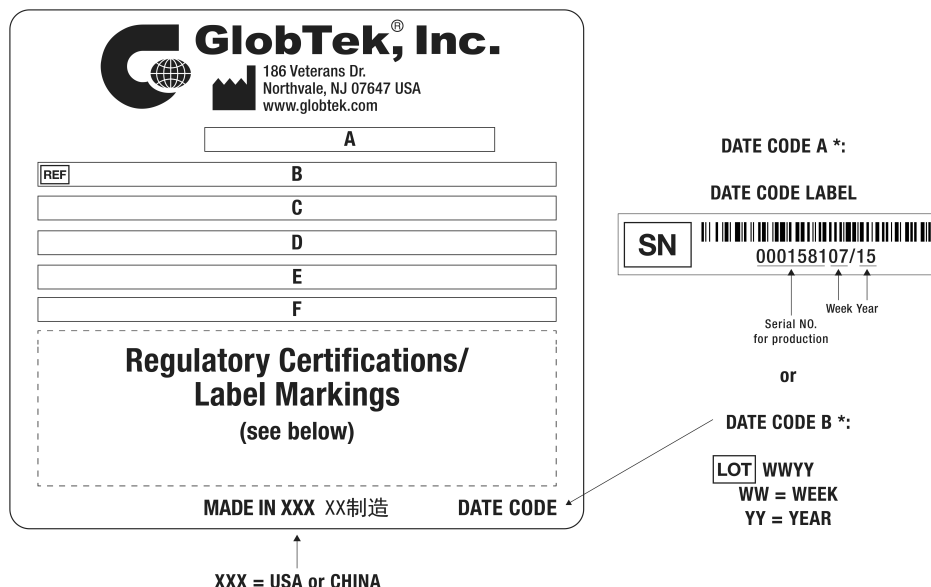 GlobTek,® Inc.
186 Veterans Dr.
Northvale, NJ 07647 USA
www.globtek.com
A
REF B
C
D
E
F
Regulatory Certifications/
Label Markings
(see below)
MADE IN XXX XX制造 DATE CODE
XXX = USA or CHINA
DATE CODE A *:
DATE CODE LABEL
SN
00015810​7/15
Week Year
Serial NO.
for production
or
DATE CODE B *:
LOT WWYY
WW = WEEK
YY = YEAR